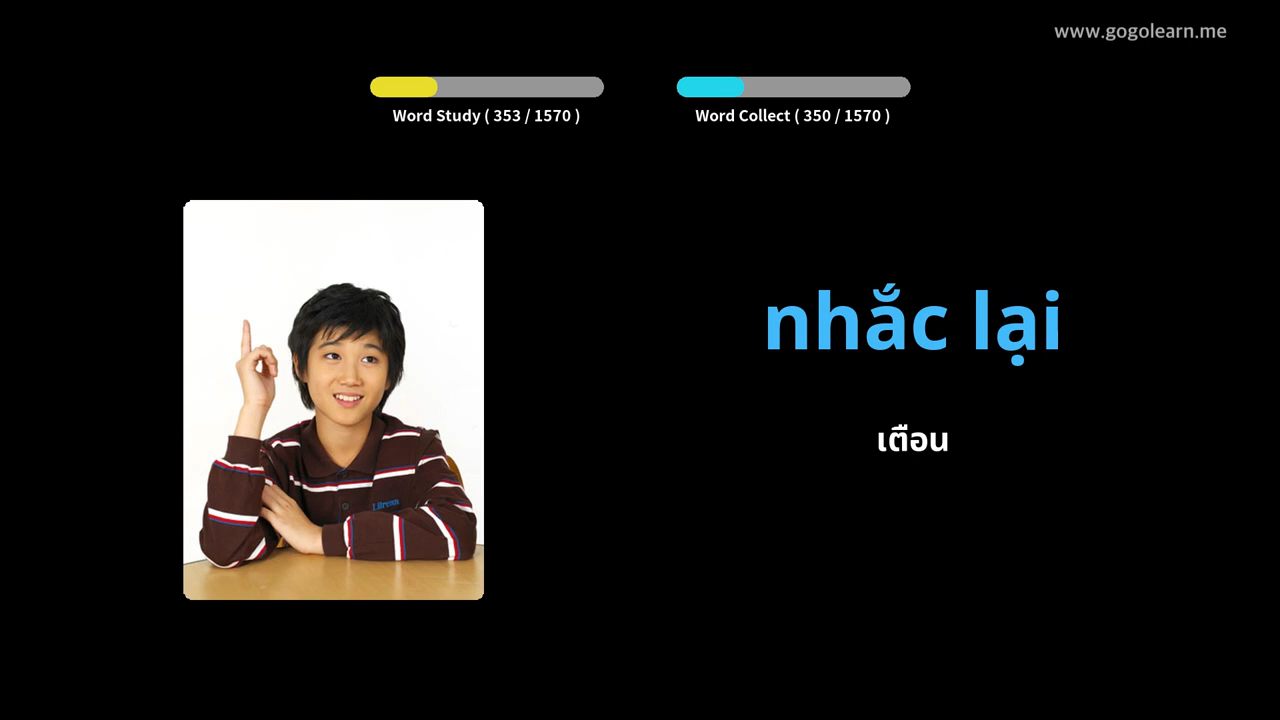 www.gogolearn.me
Word Study ( 353 / 1570 )
Word Collect ( 350 / 1570 )
nhắc lại
เตือน